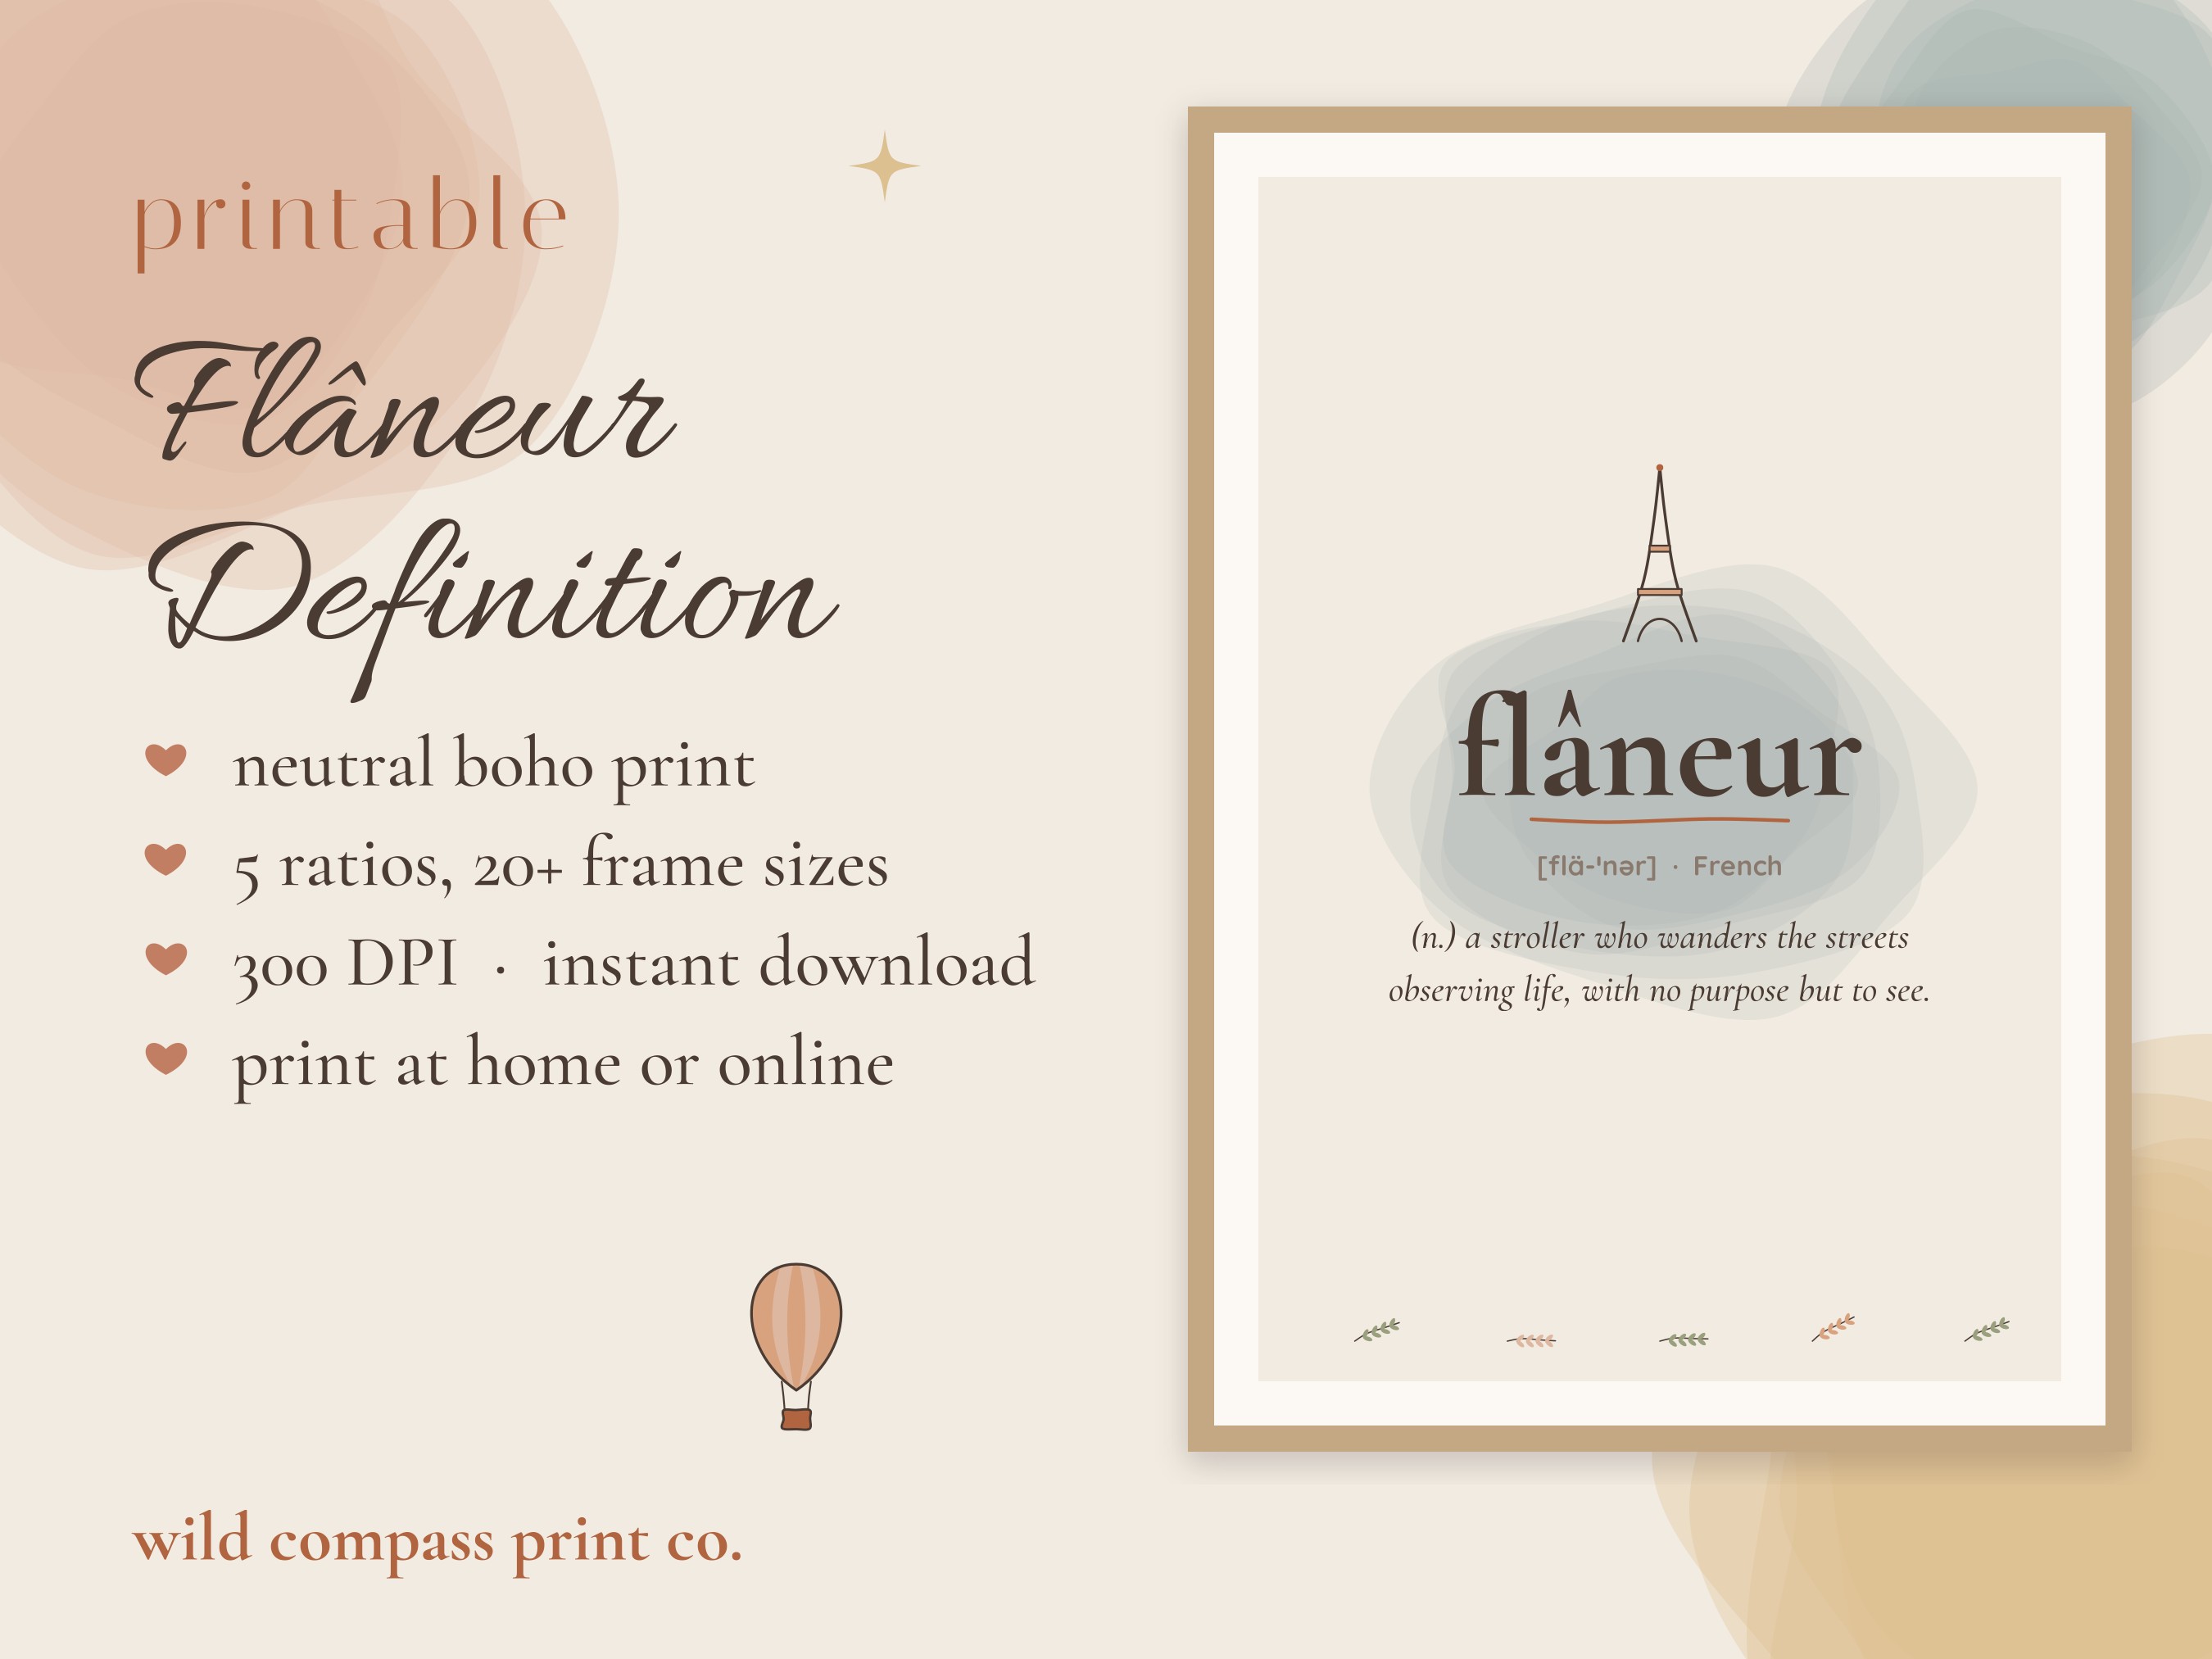 printable
Flâneur
Definition
neutral boho print
5 ratios, 20+ frame sizes
300 DPI · instant download
print at home or online
wild compass print co.
flâneur
[flä-ˈnər] · French
(n.) a stroller who wanders the streets
observing life, with no purpose but to see.